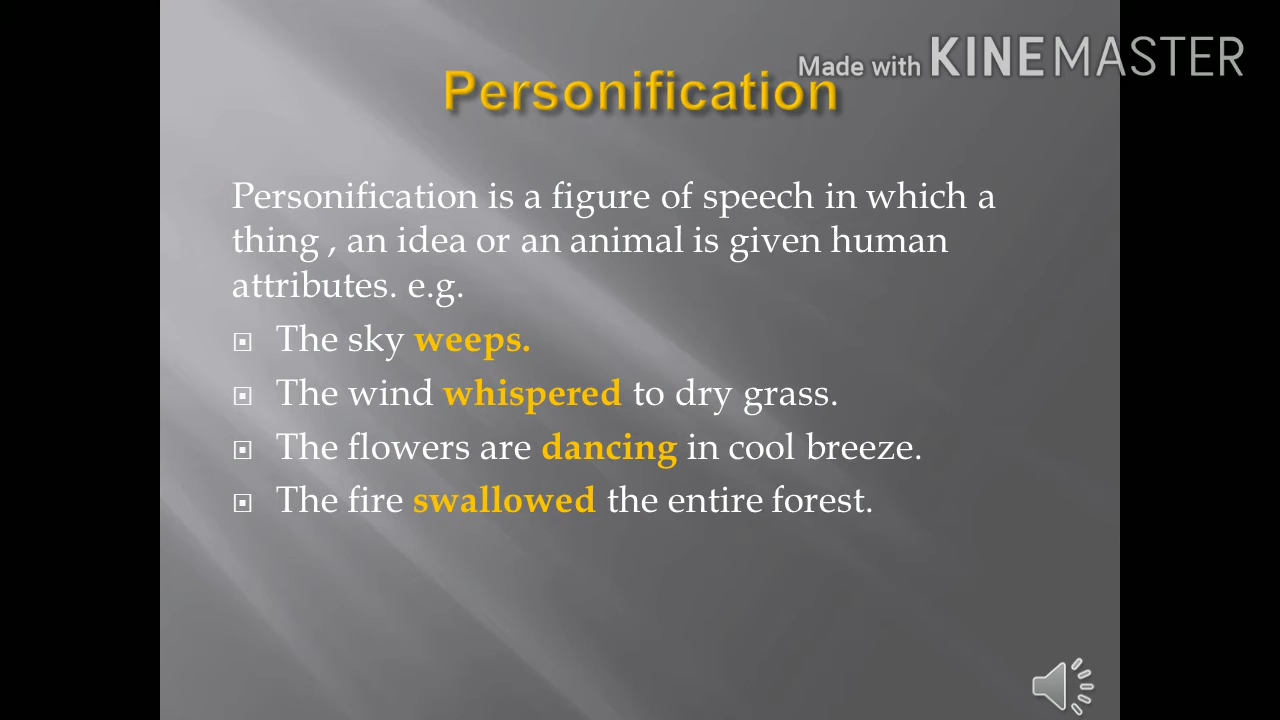 Made with KINEMASTER
Personification
Personification is a figure of speech in which a
thing , an idea or an animal is given human
attributes. e.g.
The sky weeps.
The wind whispered to dry grass.
The flowers are dancing in cool breeze.
The fire swallowed the entire forest.